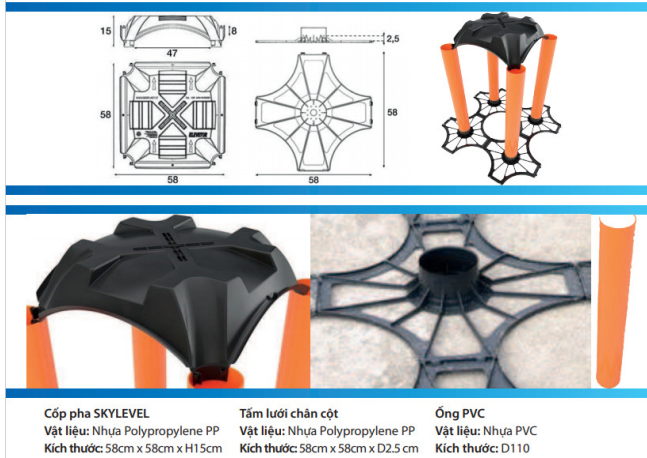 15
8
47
2,5
58
58
58
58
ELEVETOR
Cốp pha SKYLEVEL
Vật liệu: Nhựa Polypropylene PP
Kích thước: 58cm x 58cm x H15cm
Tấm lưới chân cột
Vật liệu: Nhựa Polypropylene PP
Kích thước: 58cm x 58cm x D2.5 cm
Ống PVC
Vật liệu: Nhựa PVC
Kích thước: D110